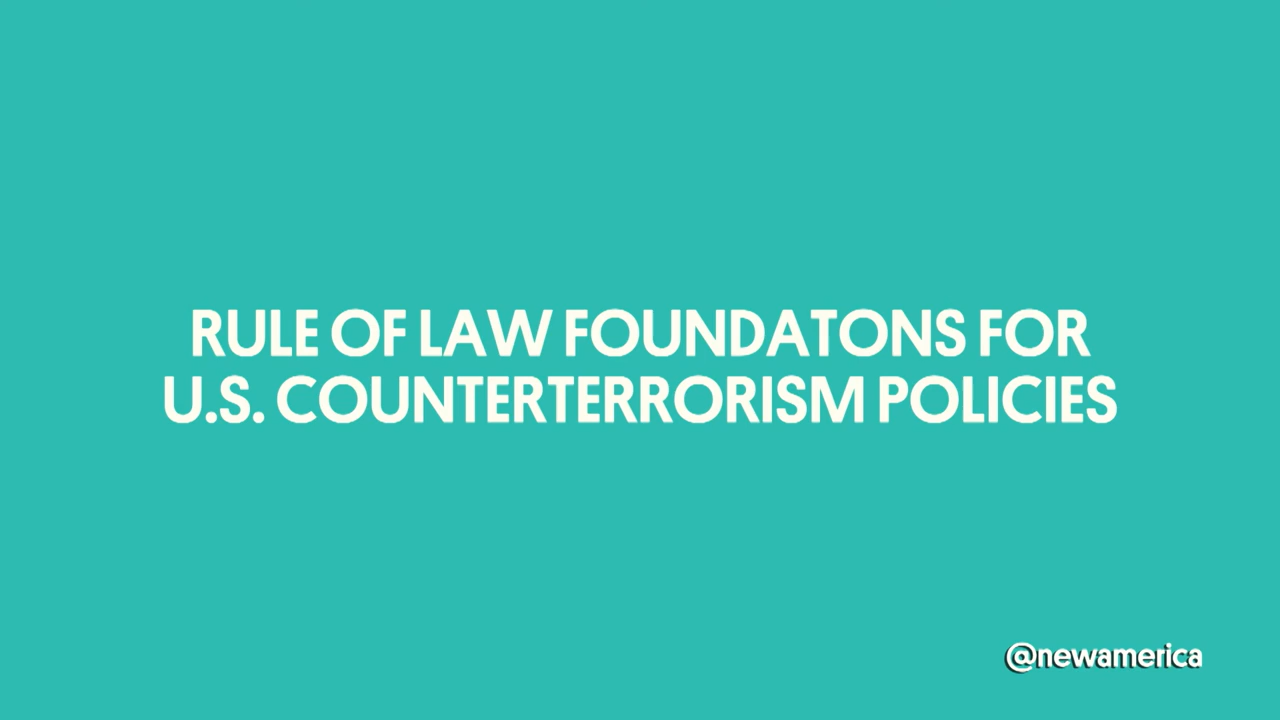 RULE OF LAW FOUNDATONS FOR
U.S. COUNTERTERRORISM POLICIES
@newamerica